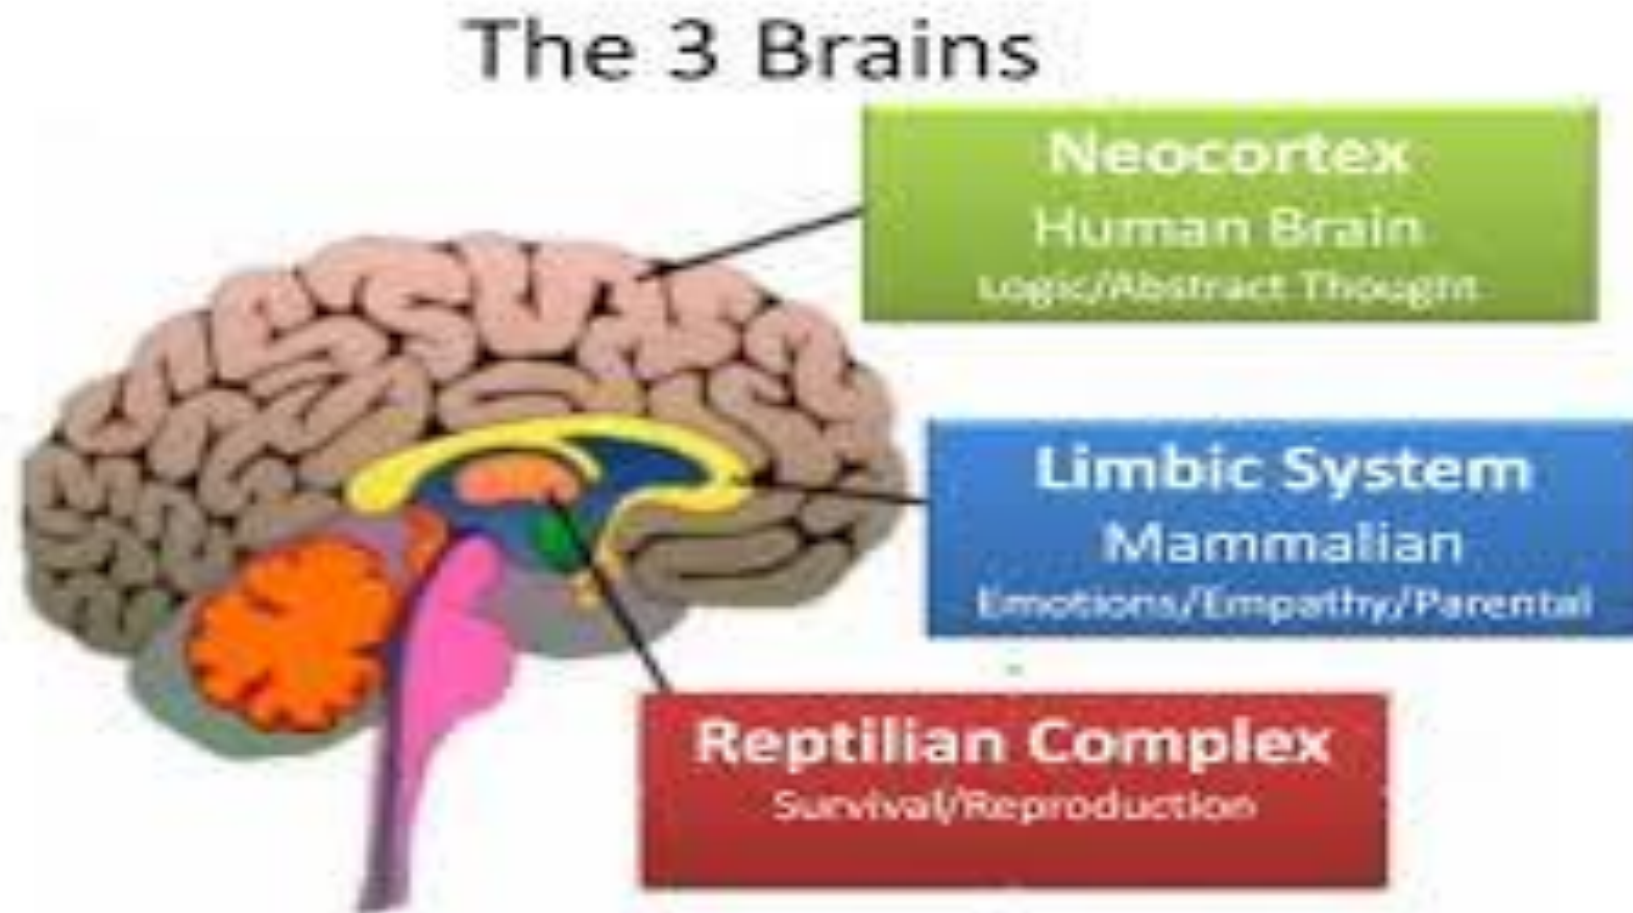 The 3 Brains
Neocortex
Human Brain
Logic/Abstract Thought
Limbic System
Mammalian
Emotions/Empathy/Parental
Reptilian Complex
Survival/Reproduction